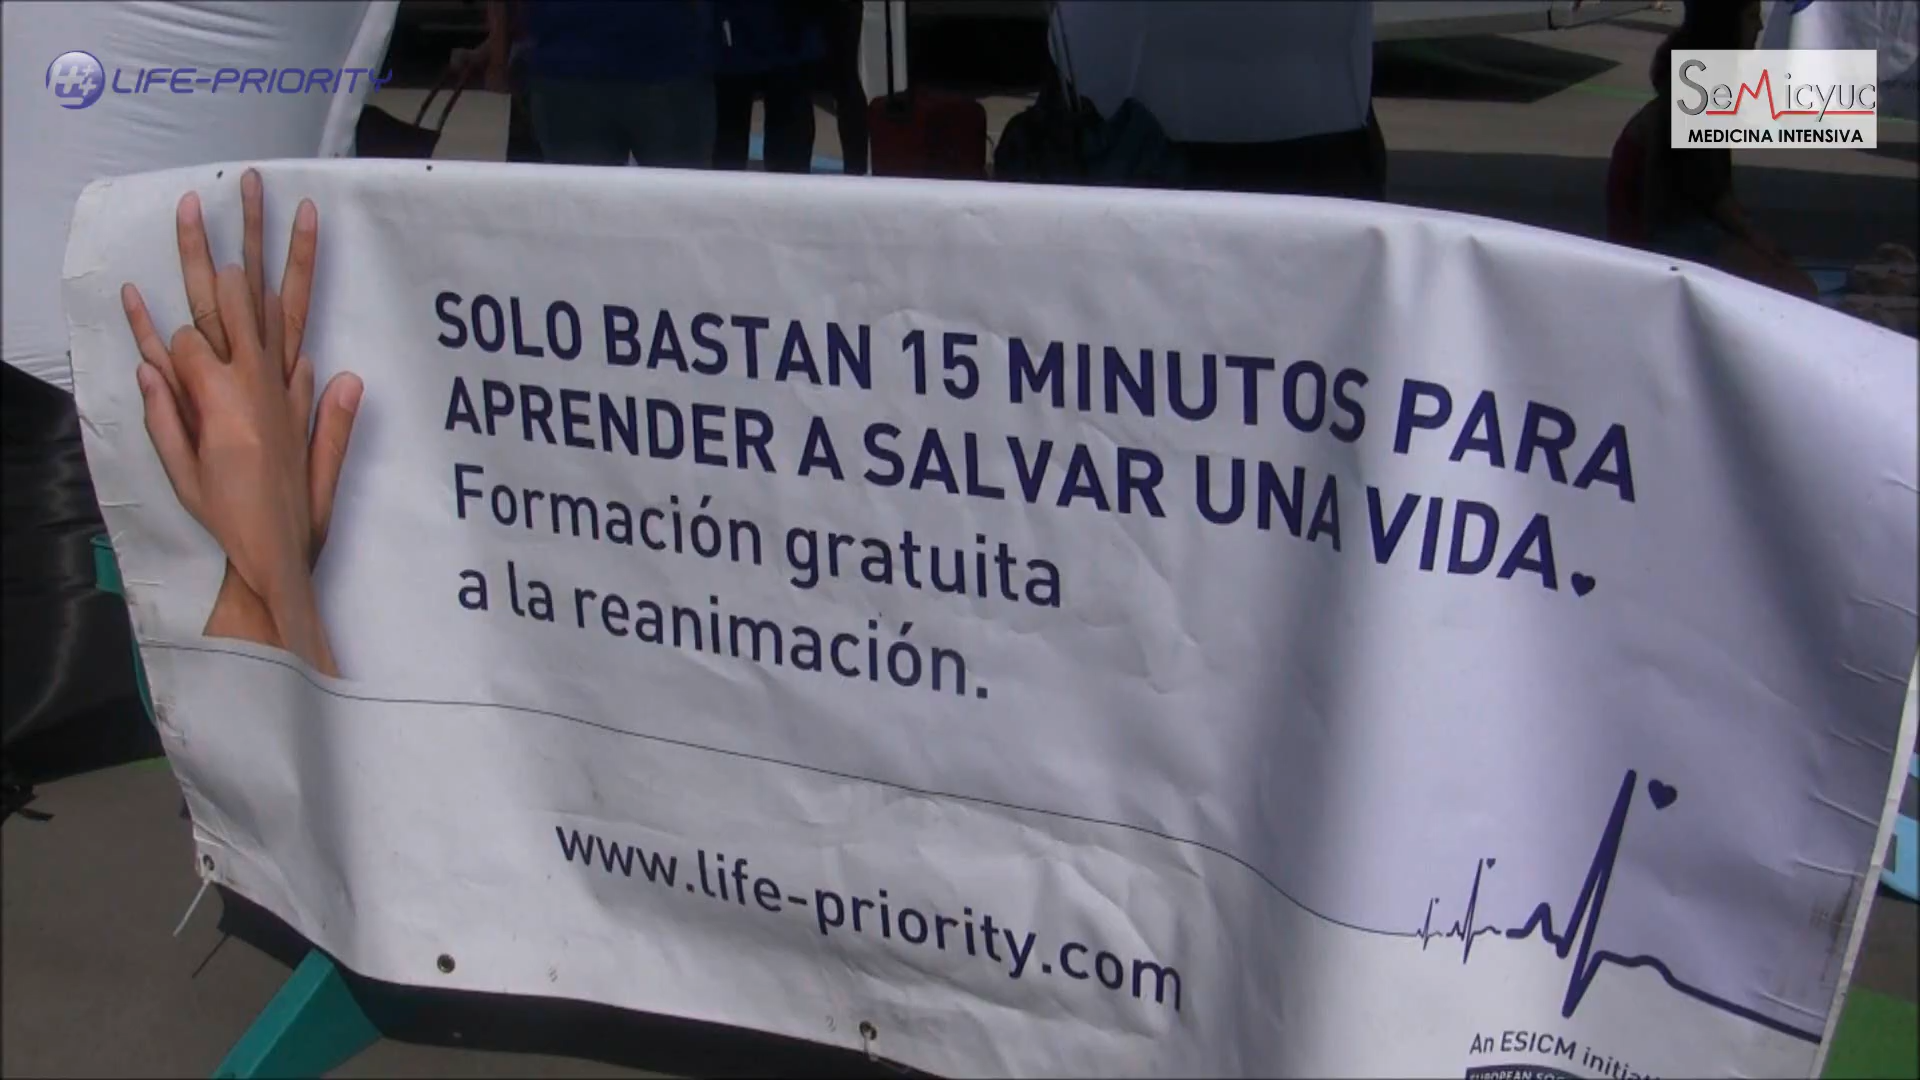 LIFE-PRIORITY
SEMicyuc
MEDICINA INTENSIVA
SOLO BASTAN 15 MINUTOS PARA
APRENDER A SALVAR UNA VIDA.
Formación gratuita
a la reanimación.
www.life-priority.com
An ESICM